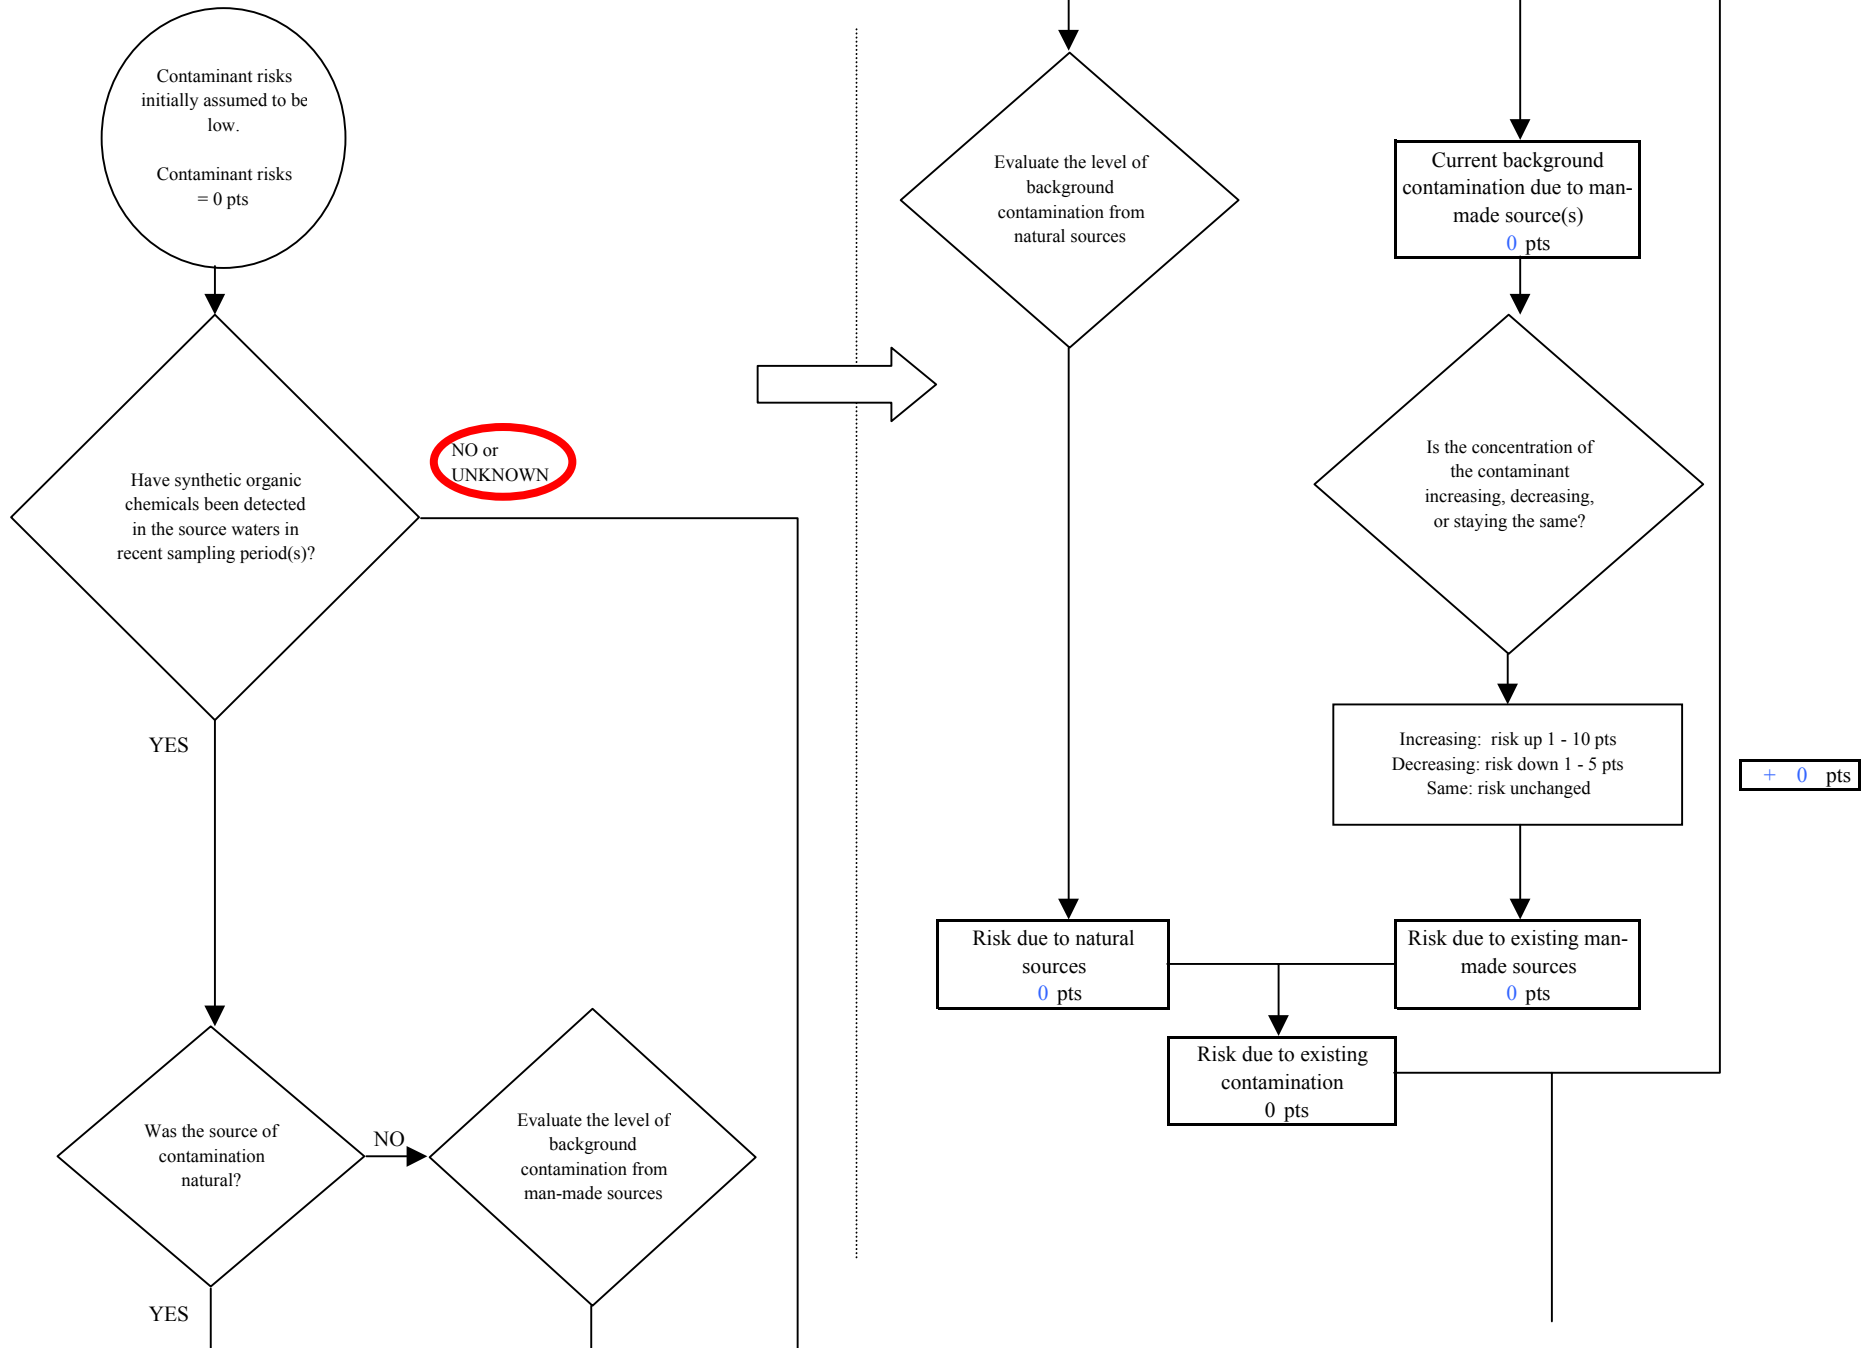 Contaminant risks
initially assumed to be
low.
Contaminant risks
= 0 pts
Have synthetic organic
chemicals been detected
in the source waters in
recent sampling period(s)?
NO or
UNKNOWN
YES
Was the source of
contamination
natural?
NO
Evaluate the level of
background
contamination from
man-made sources
YES
Evaluate the level of
background
contamination from
natural sources
Current background
contamination due to man-
made source(s)
0 pts
Is the concentration of
the contaminant
increasing, decreasing,
or staying the same?
Increasing: risk up 1 - 10 pts
Decreasing: risk down 1 - 5 pts
Same: risk unchanged
+ 0 pts
Risk due to natural
sources
0 pts
Risk due to existing man-
made sources
0 pts
Risk due to existing
contamination
0 pts